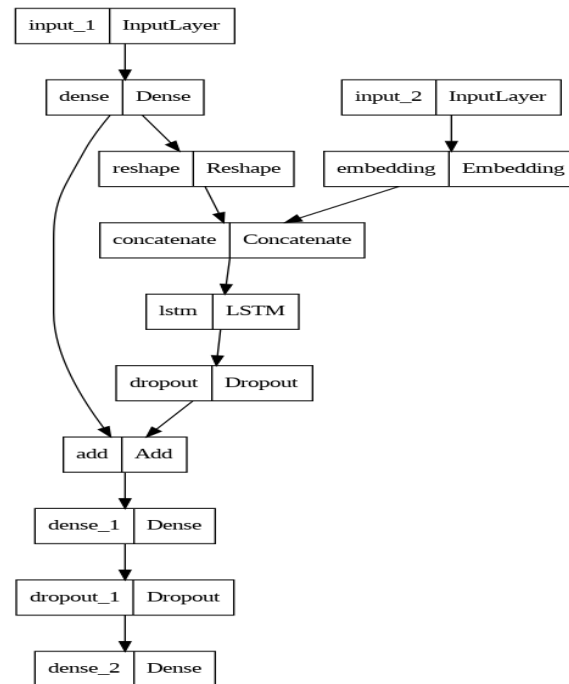 input_1 InputLayer
dense Dense
input_2 InputLayer
reshape Reshape
embedding Embedding
concatenate Concatenate
lstm LSTM
dropout Dropout
add Add
dense_1 Dense
dropout_1 Dropout
dense_2 Dense